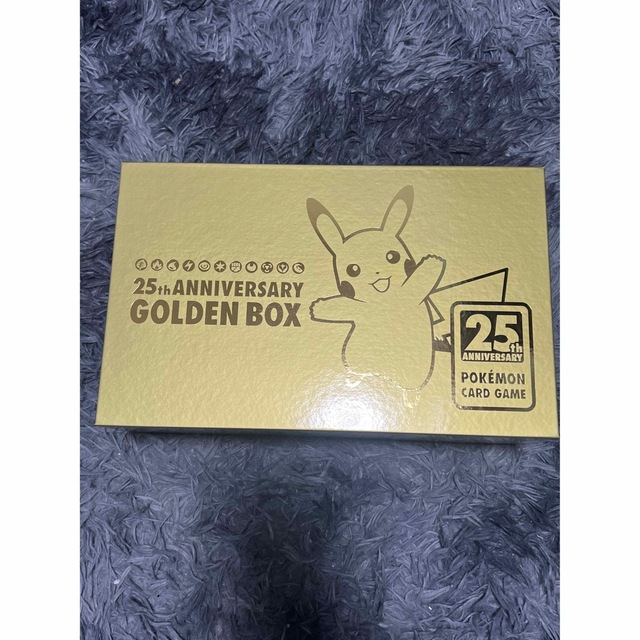 25th ANNIVERSARY
GOLDEN BOX
25th
ANNIVERSARY
POKÉMON
CARD GAME